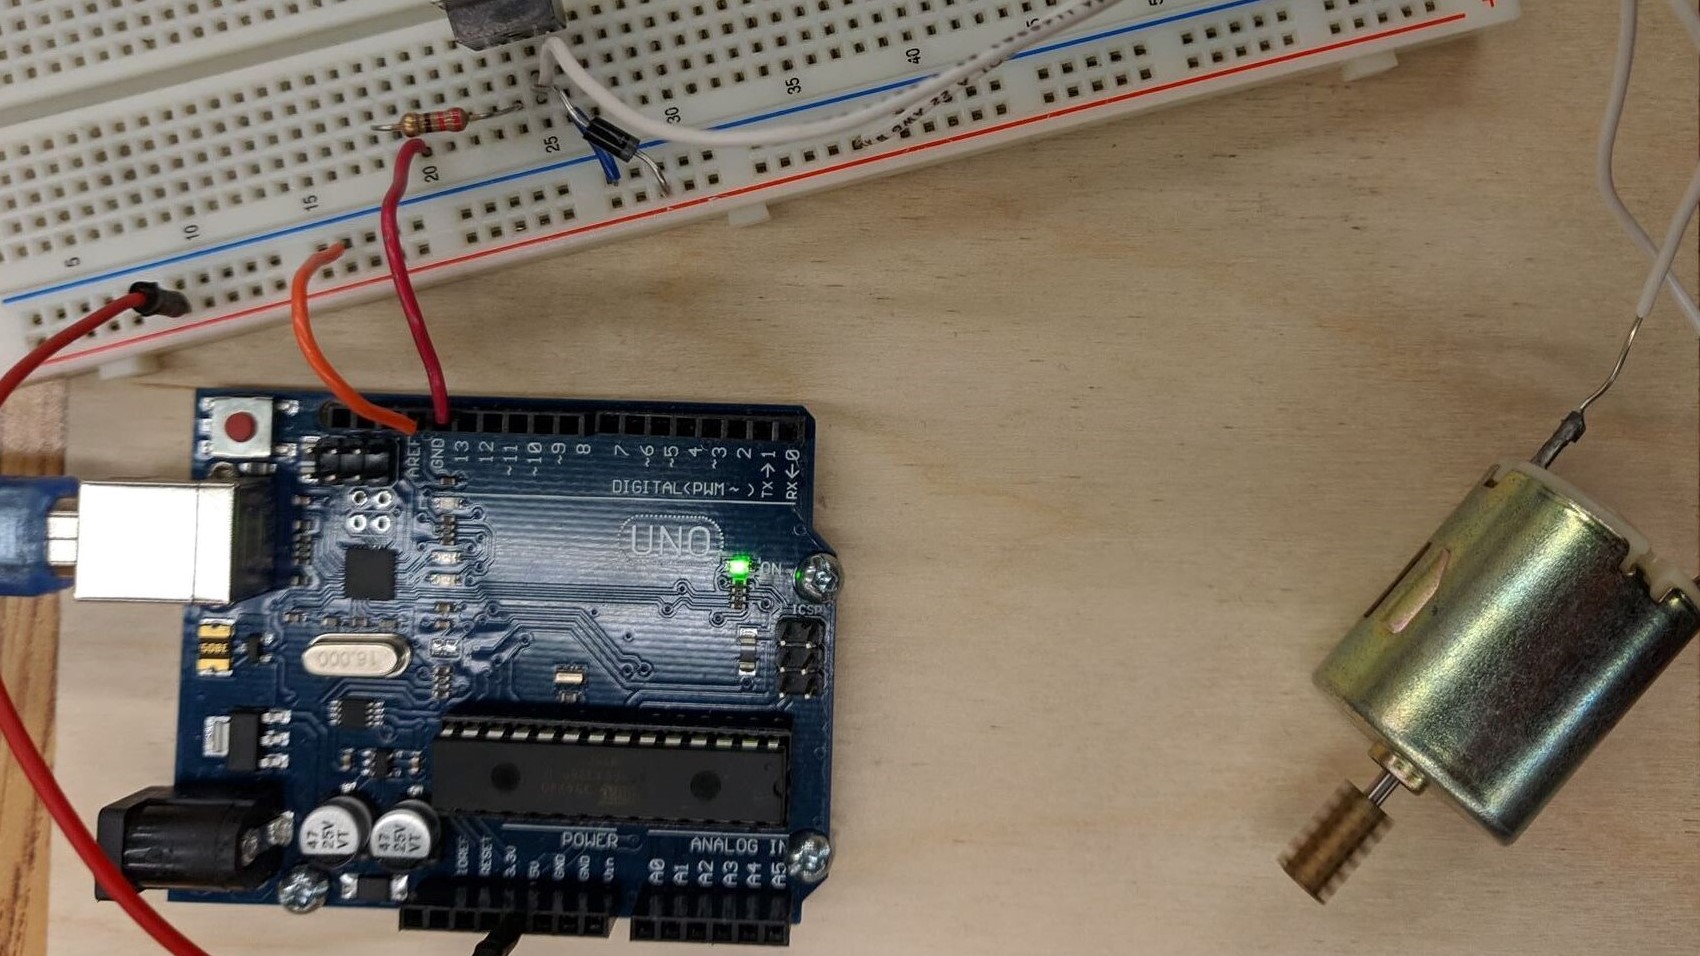 5
10
15
20
25
30
35
40
+
22 AWG
AREF
GND
13
12
~11
~10
~9
8
7
~6
~5
4
~3
2
TX→1
RX←0
DIGITAL(PWM~)
UNO
ON
ICSP
16.000
47
25V
VT
47
25V
VT
POWER
ANALOG IN
IOREF
RESET
3.3V
5V
GND
GND
Vin
A0
A1
A2
A3
A4
A5